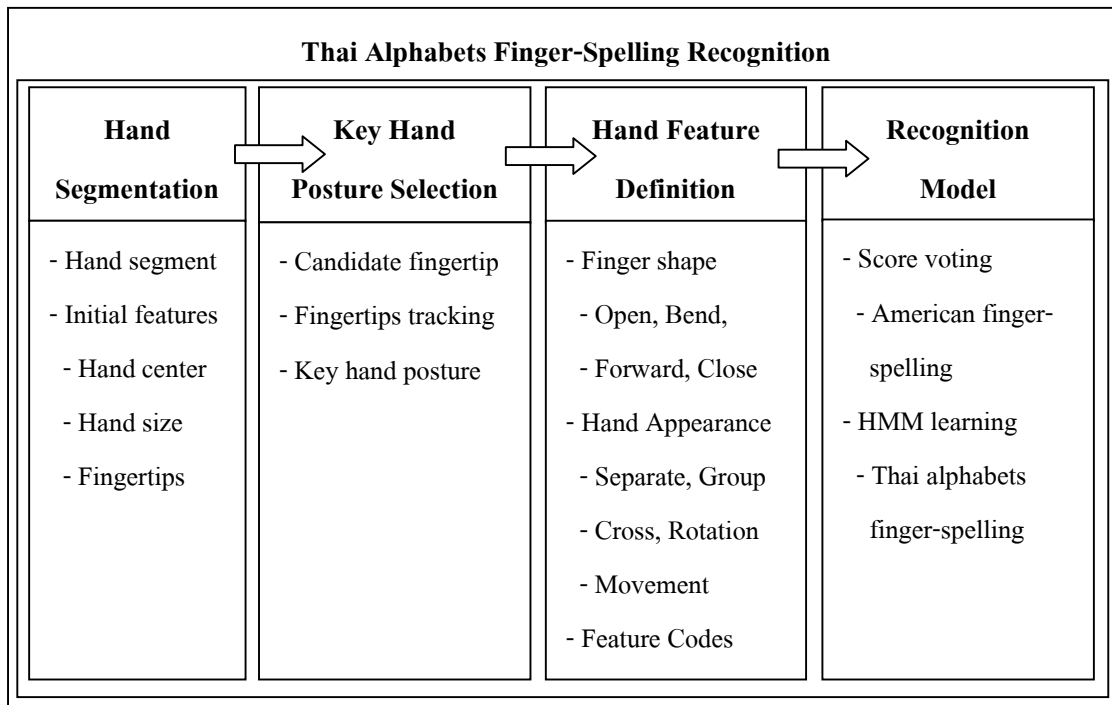 Thai Alphabets Finger-Spelling Recognition
Hand
Segmentation
- Hand segment
- Initial features
- Hand center
- Hand size
- Fingertips
Key Hand
Posture Selection
- Candidate fingertip
- Fingertips tracking
- Key hand posture
Hand Feature
Definition
- Finger shape
- Open, Bend,
- Forward, Close
- Hand Appearance
- Separate, Group
- Cross, Rotation
- Movement
- Feature Codes
Recognition
Model
- Score voting
- American finger-
spelling
- HMM learning
- Thai alphabets
finger-spelling